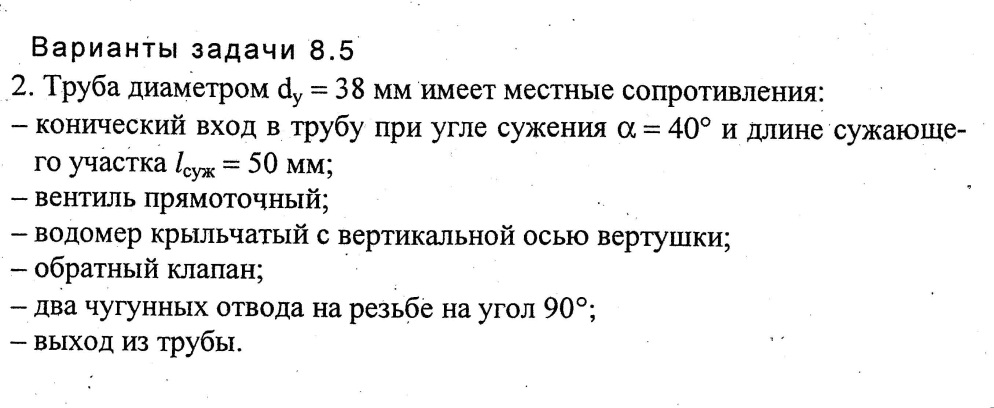 Варианты задачи 8.5
2. Труба диаметром dу = 38 мм имеет местные сопротивления:
– конический вход в трубу при угле сужения α = 40° и длине сужающе-
го участка lсуж = 50 мм;
– вентиль прямоточный;
– водомер крыльчатый с вертикальной осью вертушки;
– обратный клапан;
– два чугунных отвода на резьбе на угол 90°;
– выход из трубы.